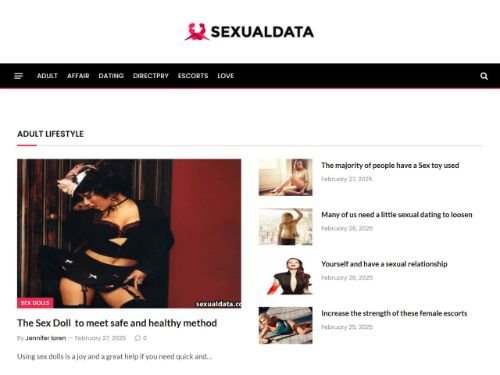 SEXUALDATA
ADULT AFFAIR DATING DIRECTPRY ESCORTS LOVE
ADULT LIFESTYLE
sexualdata.co
SEX DOLLS
The Sex Doll to meet safe and healthy method
By Jennifer loren — February 27, 2025 0
Using sex dolls is a joy and a great help if you need quick and...
The majority of people have a Sex toy used
February 27, 2025
Many of us need a little sexual dating to loosen
February 26, 2025
Yourself and have a sexual relationship
February 26, 2025
Increase the strength of these female escorts
February 25, 2025